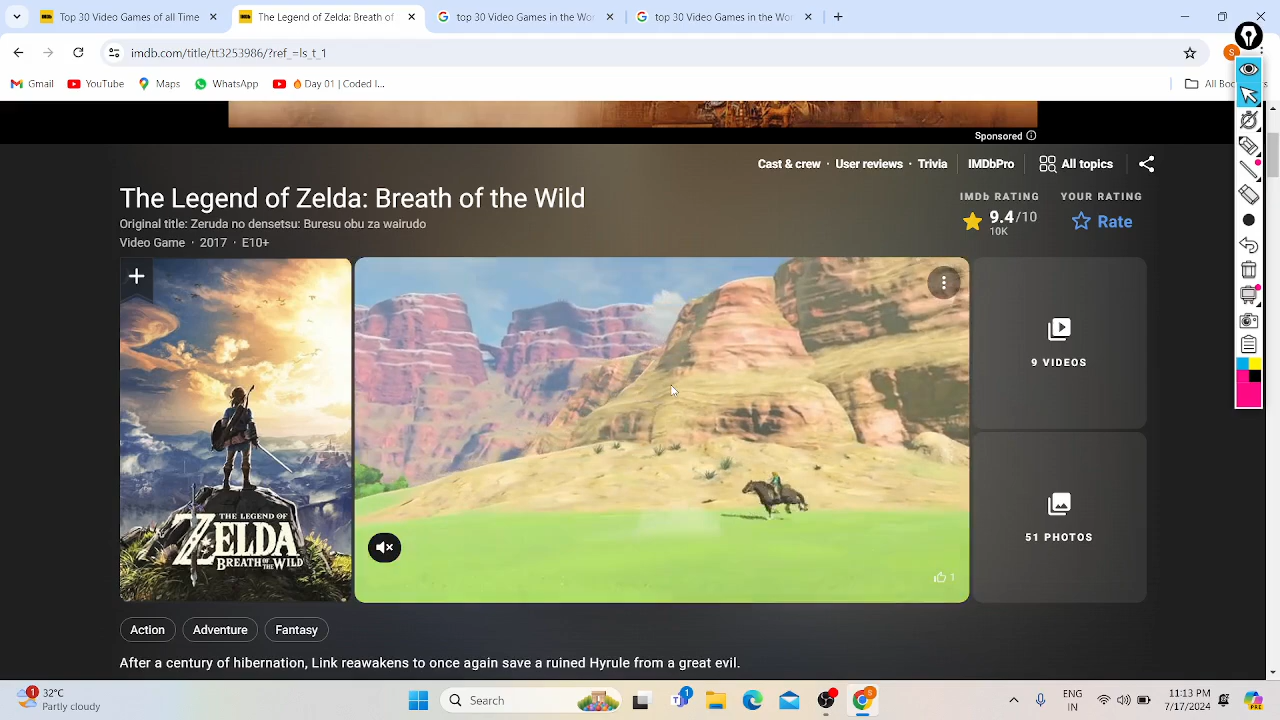 Top 30 Video Games of all Time
The Legend of Zelda: Breath of
top 30 Video Games in the Wo
top 50 Video Games in the Wor
imdb.com/title/tt3253986/?ref_=ls_t_1
Gmail
YouTube
Maps
WhatsApp
Day 01 | Coded I...
All Boo
Sponsored
Cast & crew · User reviews · Trivia
IMDbPro
All topics
The Legend of Zelda: Breath of the Wild
Original title: Zeruda no densetsu: Buresu obu za wairudo
Video Game · 2017 · E10+
IMDb RATING
9.4/10
10K
YOUR RATING
Rate
THE LEGEND OF
ZELDA
BREATH OF THE WILD
1
9 VIDEOS
51 PHOTOS
Action
Adventure
Fantasy
After a century of hibernation, Link reawakens to once again save a ruined Hyrule from a great evil.
1
32°C
Partly cloudy
Search
1
ENG
IN
11:13 PM
7/17/2024
PRE